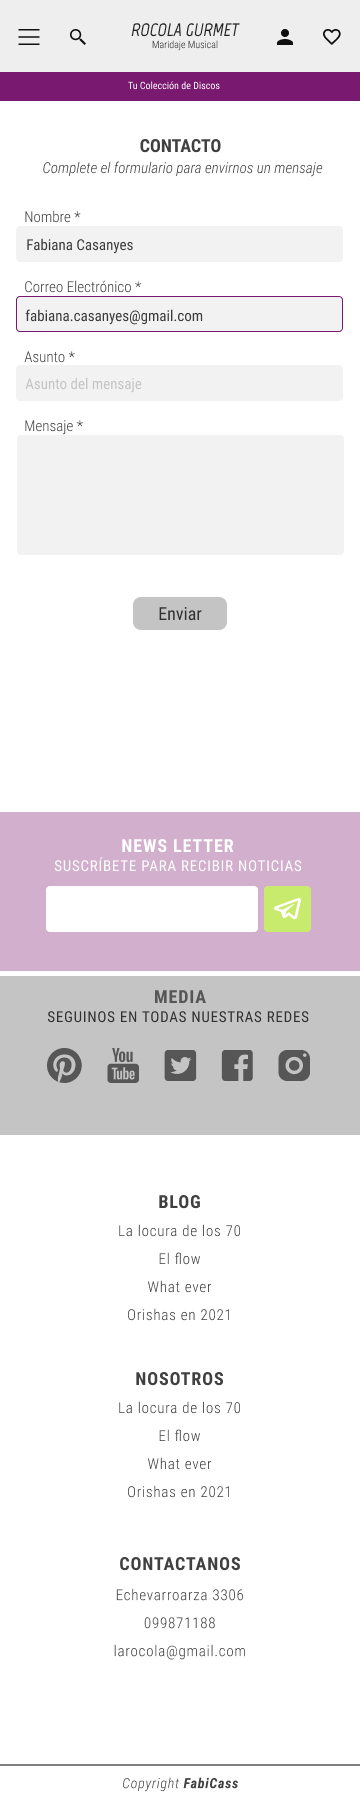 ROCOLA GURMET
Maridaje Musical
Tu Colección de Discos
CONTACTO
Complete el formulario para envirnos un mensaje
Nombre *
Fabiana Casanyes
Correo Electrónico *
fabiana.casanyes@gmail.com
Asunto *
Asunto del mensaje
Mensaje *
Enviar
NEWS LETTER
SUSCRÍBETE PARA RECIBIR NOTICIAS
MEDIA
SEGUINOS EN TODAS NUESTRAS REDES
You
Tube
BLOG
La locura de los 70
El flow
What ever
Orishas en 2021
NOSOTROS
La locura de los 70
El flow
What ever
Orishas en 2021
CONTACTANOS
Echevarroarza 3306
099871188
larocola@gmail.com
Copyright FabiCass